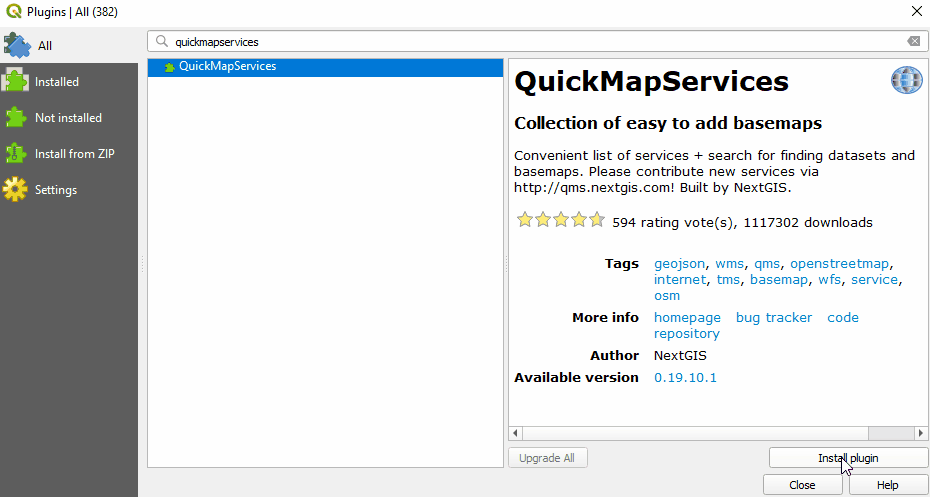 Plugins | All (382)
All
Installed
Not installed
Install from ZIP
Settings
quickmapservices
QuickMapServices
QuickMapServices
Collection of easy to add basemaps
Convenient list of services + search for finding datasets and
basemaps. Please contribute new services via
http://qms.nextgis.com! Built by NextGIS.
594 rating vote(s), 1117302 downloads
Tags geojson, wms, qms, openstreetmap,
internet, tms, basemap, wfs, service,
osm
More info homepage bug tracker code
repository
Author NextGIS
Available version 0.19.10.1
Upgrade All Install plugin
Close Help